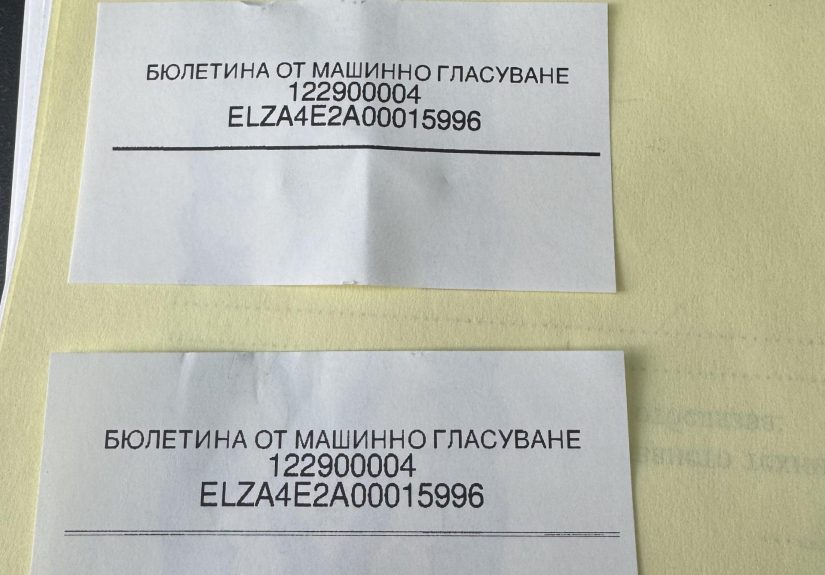 БЮЛЕТИНА ОТ МАШИННО ГЛАСУВАНЕ
122900004
ELZA4E2A00015996
БЮЛЕТИНА ОТ МАШИННО ГЛАСУВАНЕ
122900004
ELZA4E2A00015996